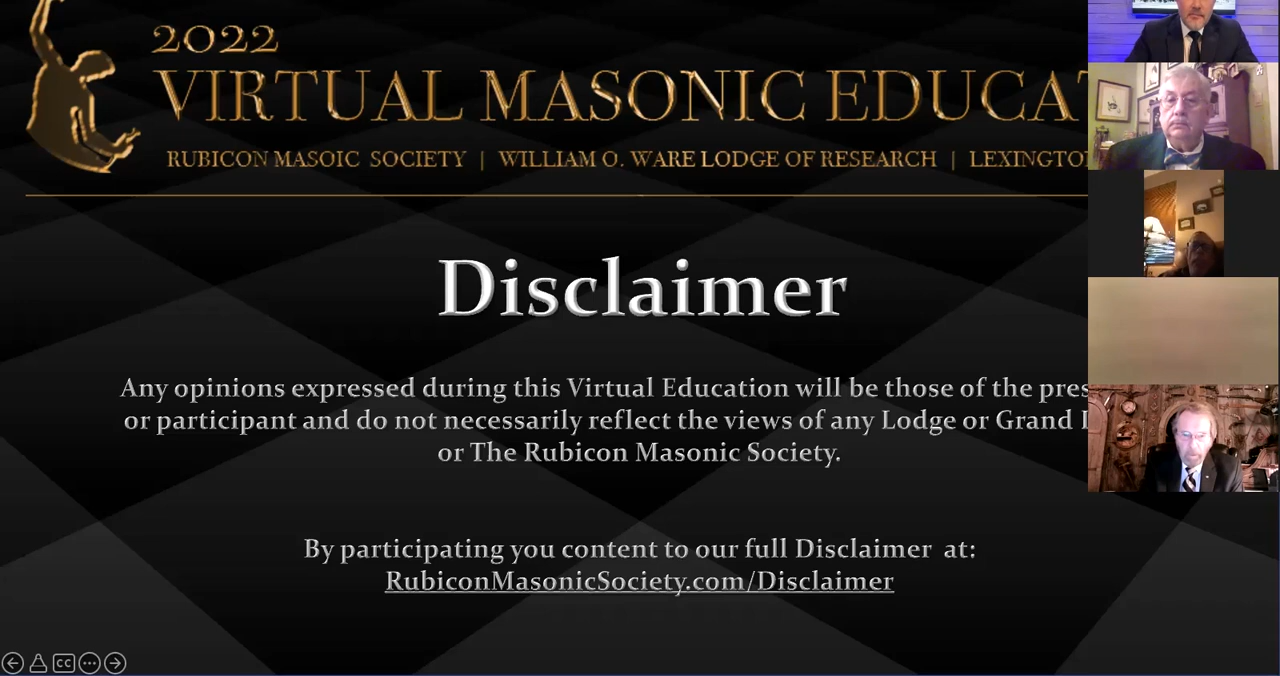 2022
VIRTUAL MASONIC EDUCA
RUBICON MASOIC SOCIETY | WILLIAM O. WARE LODGE OF RESEARCH | LEXINGTO
Disclaimer
Any opinions expressed during this Virtual Education will be those of the pres
or participant and do not necessarily reflect the views of any Lodge or Grand
or The Rubicon Masonic Society.
By participating you content to our full Disclaimer at:
RubiconMasonicSociety.com/Disclaimer
CC